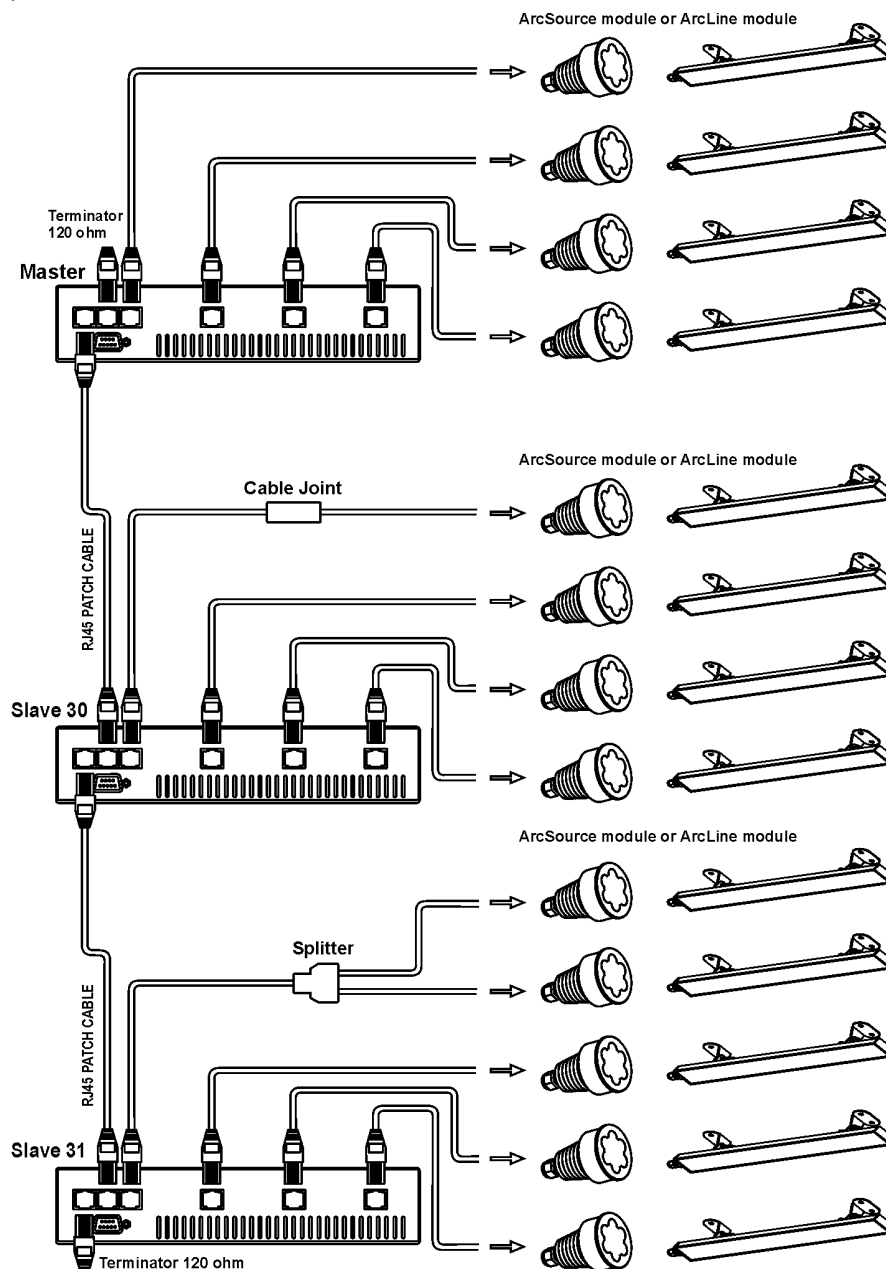 ArcSource module or ArcLine module
Terminator
120 ohm
Master
ArcSource module or ArcLine module
Cable Joint
RJ45 PATCH CABLE
Slave 30
ArcSource module or ArcLine module
Splitter
RJ45 PATCH CABLE
Slave 31
Terminator 120 ohm